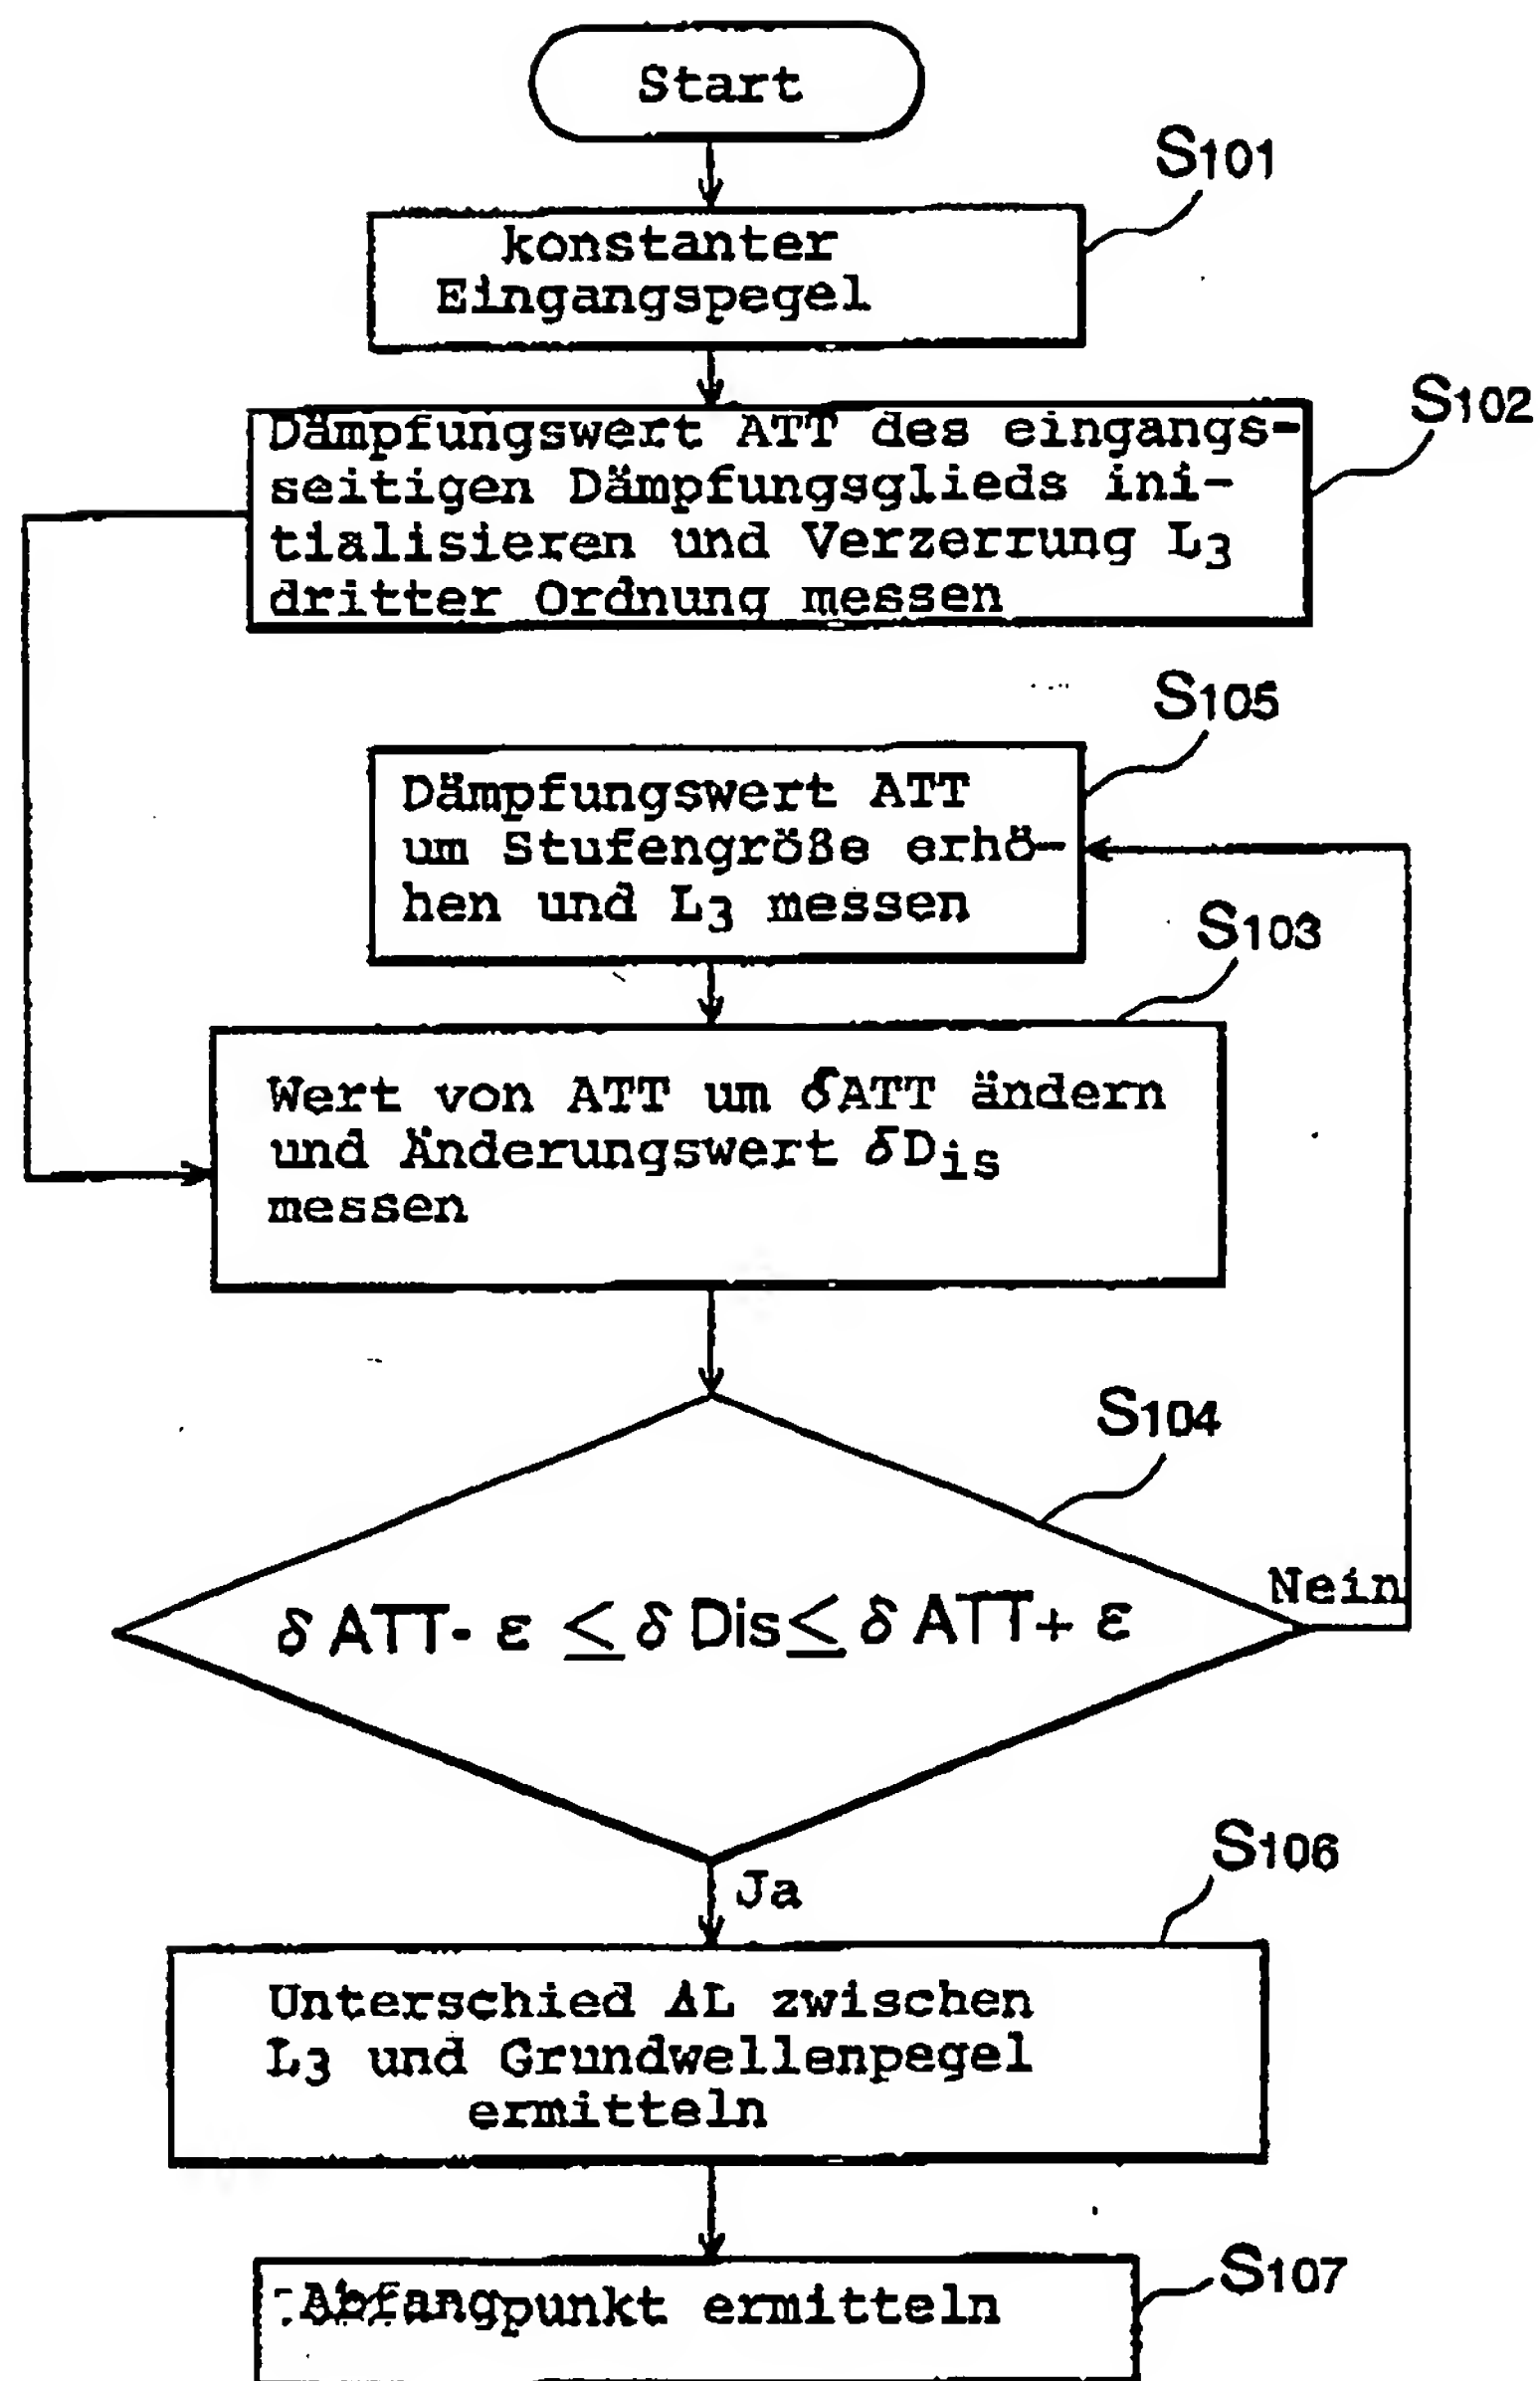 Start
S101
konstanter
Eingangspegel
S102
Dämpfungswert ATT des eingangs-
seitigen Dämpfungsglieds ini-
tialisieren und Verzerrung L3
dritter Ordnung messen
S105
Dämpfungswert ATT
um Stufengröße erhö-
hen und L3 messen
S103
Wert von ATT um δATT ändern
und Änderungswert δDis
messen
S104
δ ATT- ε ≤ δ Dis ≤ δ ATT+ ε
Nein
Ja
S106
Unterschied ΔL zwischen
L3 und Grundwellenpegel
ermitteln
S107
Abfangpunkt ermitteln